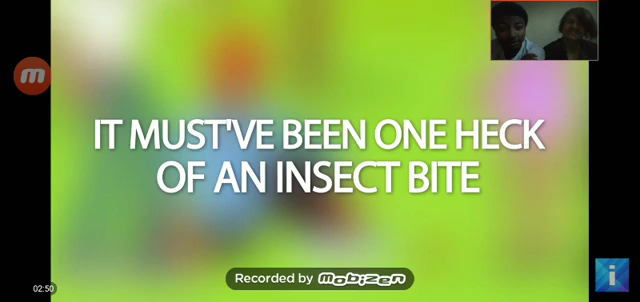 IT MUST'VE BEEN ONE HECK
OF AN INSECT BITE
02:50
Recorded by mobizen